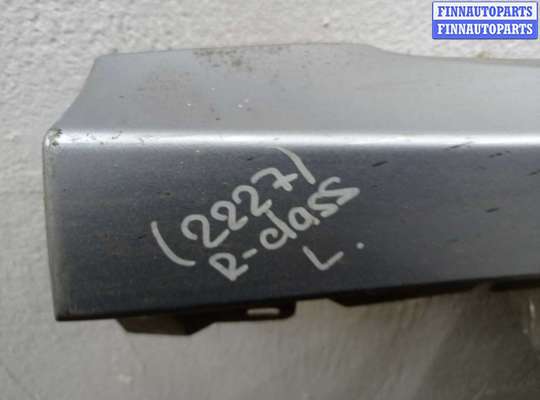 FINNAUTOPARTS
FINNAUTOPARTS
(2227)
R-class
L.